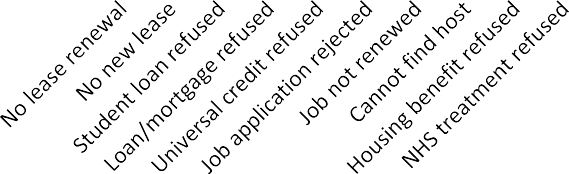 No lease renewal
No new lease
Student loan refused
Loan/mortgage refused
Universal credit refused
Job application rejected
Job not renewed
Cannot find host
Housing benefit refused
NHS treatment refused